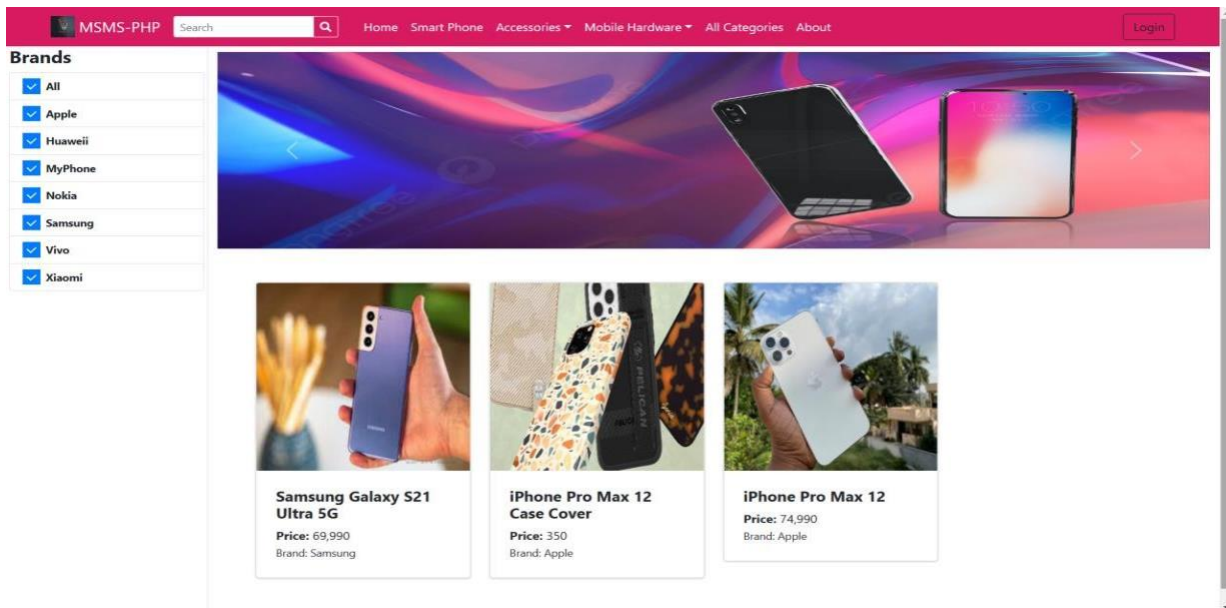 MSMS-PHP Search Home Smart Phone Accessories Mobile Hardware All Categories About Login
Brands
All
Apple
Huaweii
MyPhone
Nokia
Samsung
Vivo
Xiaomi
Samsung Galaxy S21
Ultra 5G
Price: 69,990
Brand: Samsung
PELICAN
iPhone Pro Max 12
Case Cover
Price: 350
Brand: Apple
iPhone Pro Max 12
Price: 74,990
Brand: Apple